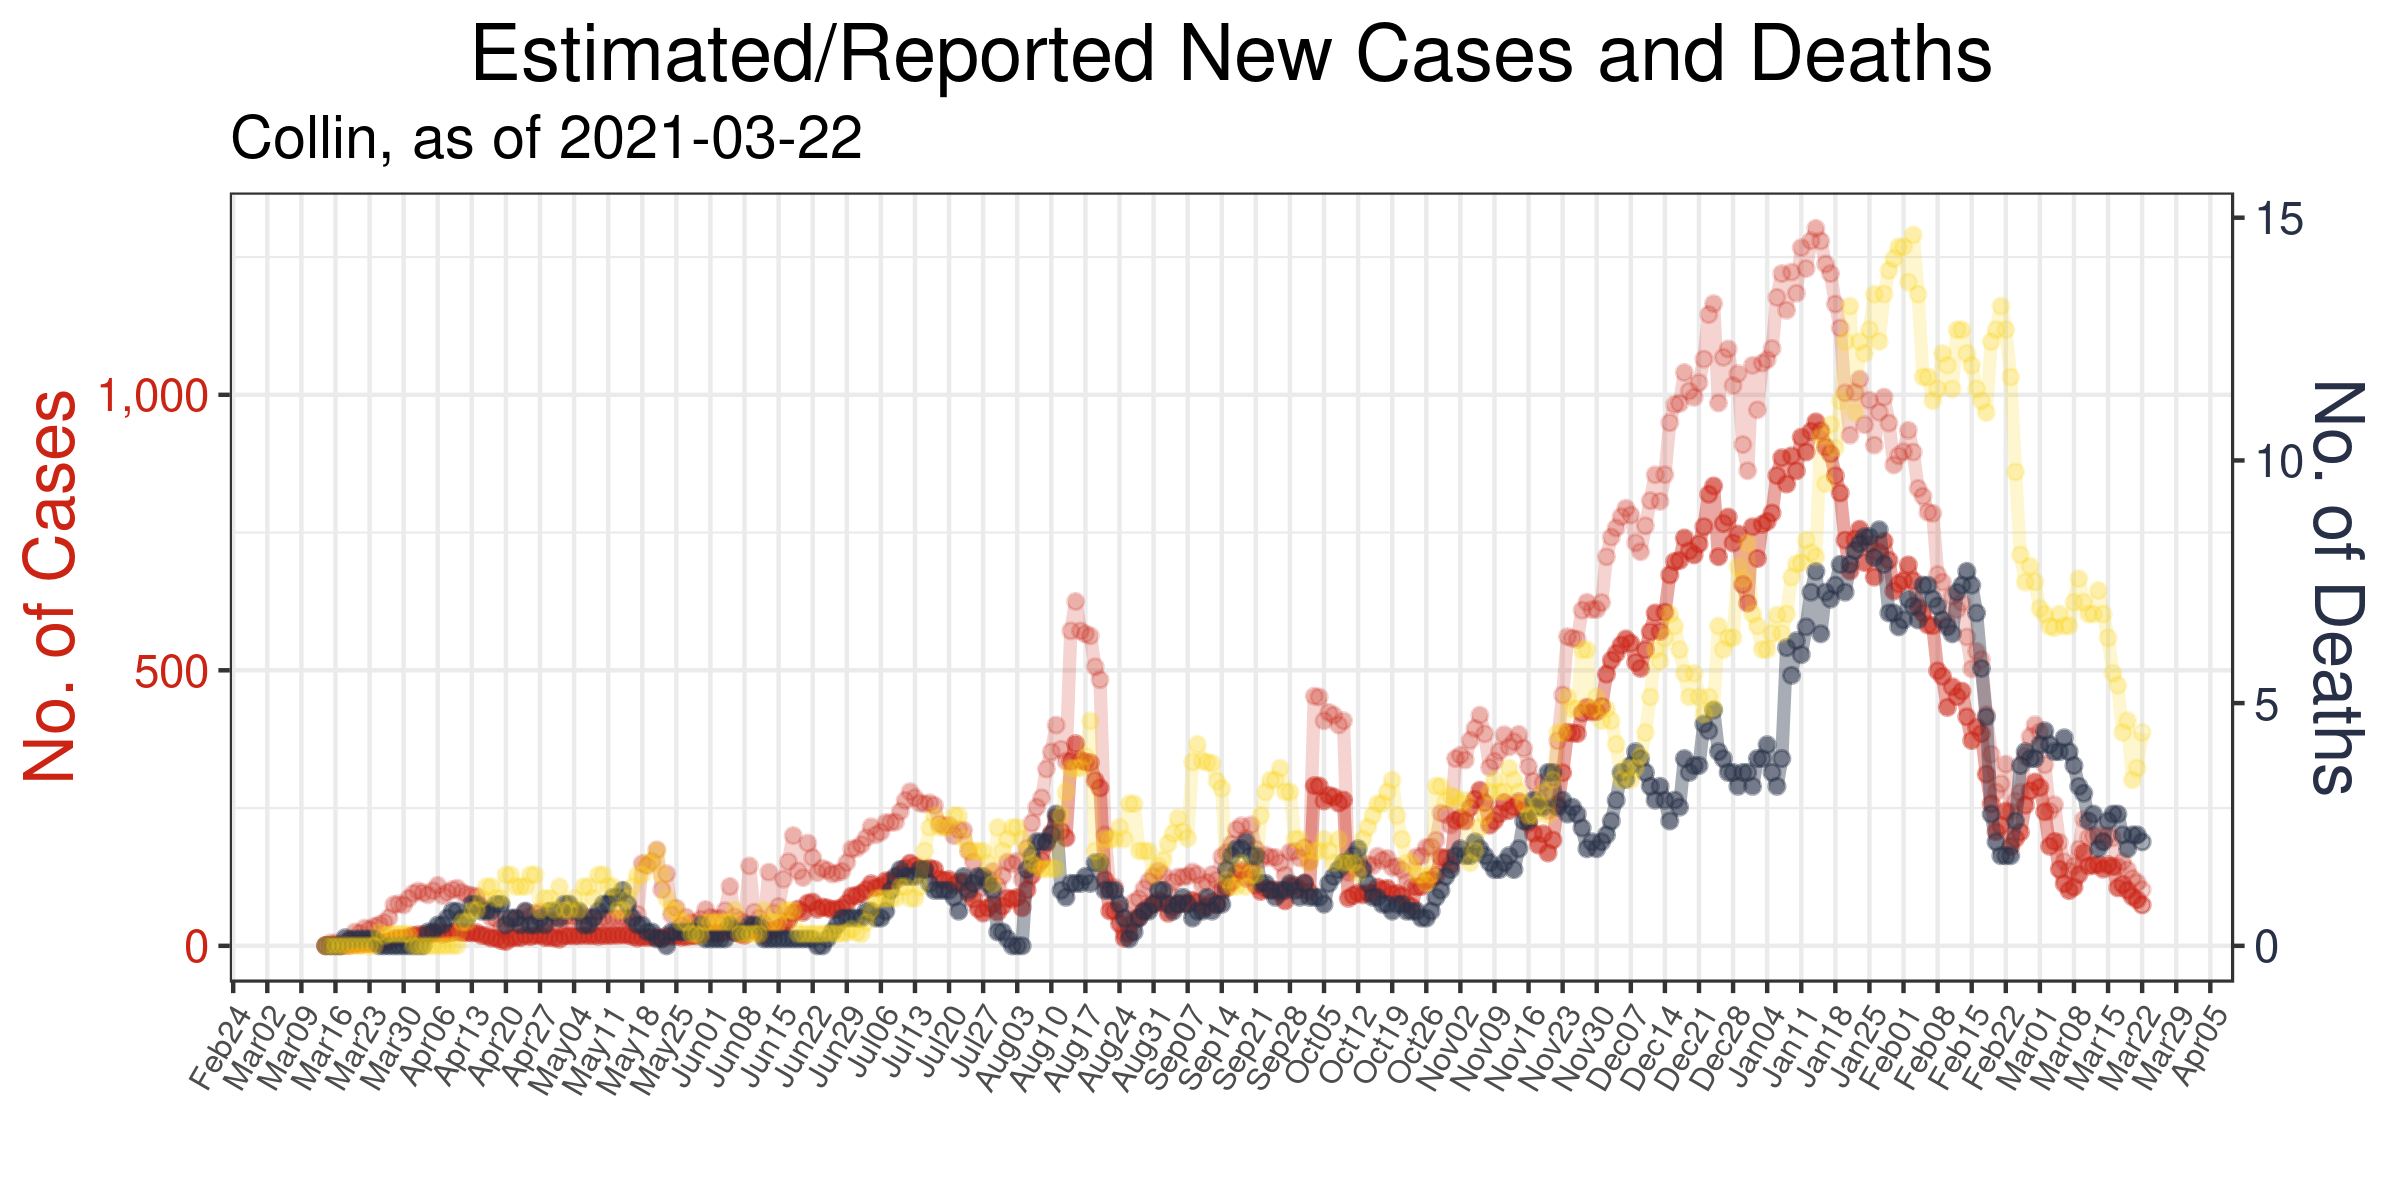 Estimated/Reported New Cases and Deaths
Collin, as of 2021-03-22
No. of Cases
1,000
500
0
15
10
5
0
No. of Deaths
Feb24
Mar02
Mar09
Mar16
Mar23
Mar30
Apr06
Apr13
Apr20
Apr27
May04
May11
May18
May25
Jun01
Jun08
Jun15
Jun22
Jun29
Jul06
Jul13
Jul20
Jul27
Aug03
Aug10
Aug17
Aug24
Aug31
Sep07
Sep14
Sep21
Sep28
Oct05
Oct12
Oct19
Oct26
Nov02
Nov09
Nov16
Nov23
Nov30
Dec07
Dec14
Dec21
Dec28
Jan04
Jan11
Jan18
Jan25
Feb01
Feb08
Feb15
Feb22
Mar01
Mar08
Mar15
Mar22
Mar29
Apr05